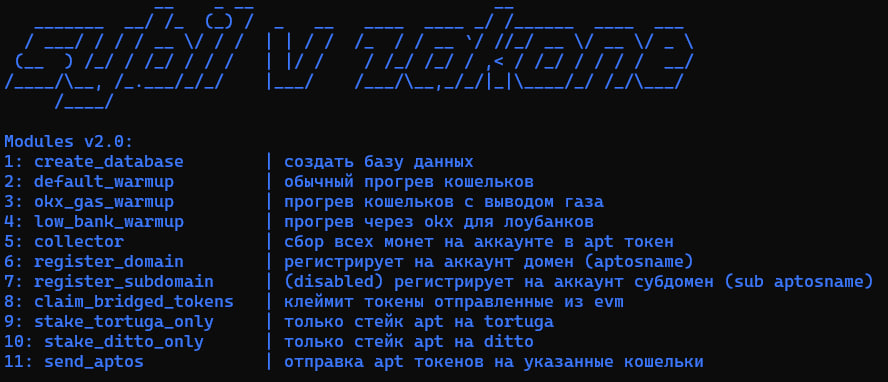 sybil v zakone
Modules v2.0:
1: create_database | создать базу данных
2: default_warmup | обычный прогрев кошельков
3: okx_gas_warmup | прогрев кошельков с выводом газа
4: low_bank_warmup | прогрев через okx для лоубанков
5: collector | сбор всех монет на аккаунте в apt токен
6: register_domain | регистрирует на аккаунт домен (aptosname)
7: register_subdomain | (disabled) регистрирует на аккаунт субдомен (sub aptosname)
8: claim_bridged_tokens | клеймит токены отправленные из evm
9: stake_tortuga_only | только стейк apt на tortuga
10: stake_ditto_only | только стейк apt на ditto
11: send_aptos | отправка apt токенов на указанные кошельки